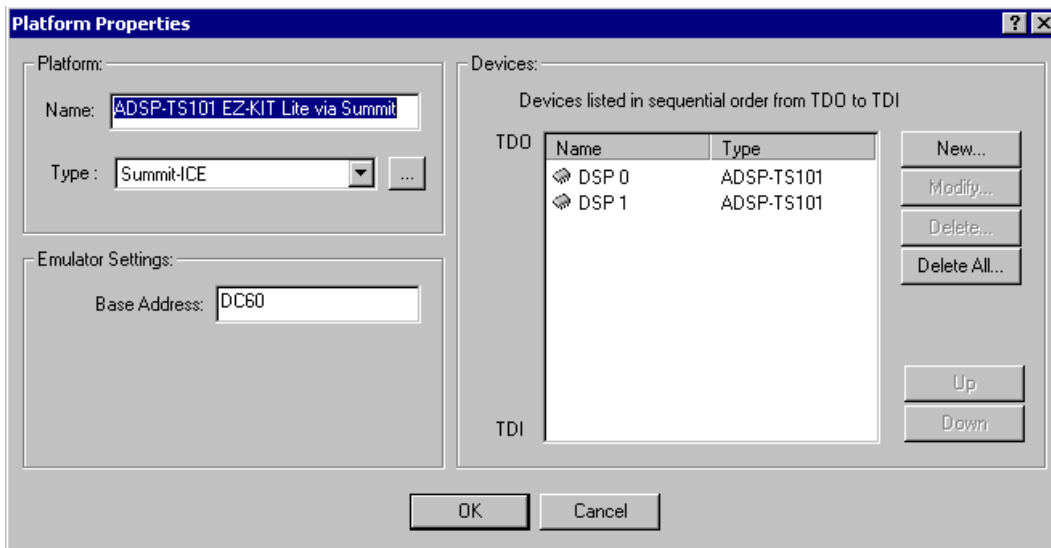 Platform Properties
Platform:
Name: ADSP-TS101 EZ-KIT Lite via Summit
Type : Summit-ICE ...
Emulator Settings:
Base Address: DC60
Devices:
Devices listed in sequential order from TDO to TDI
TDO
Name Type
DSP 0 ADSP-TS101
DSP 1 ADSP-TS101
TDI
New...
Modify...
Delete...
Delete All...
Up
Down
OK Cancel